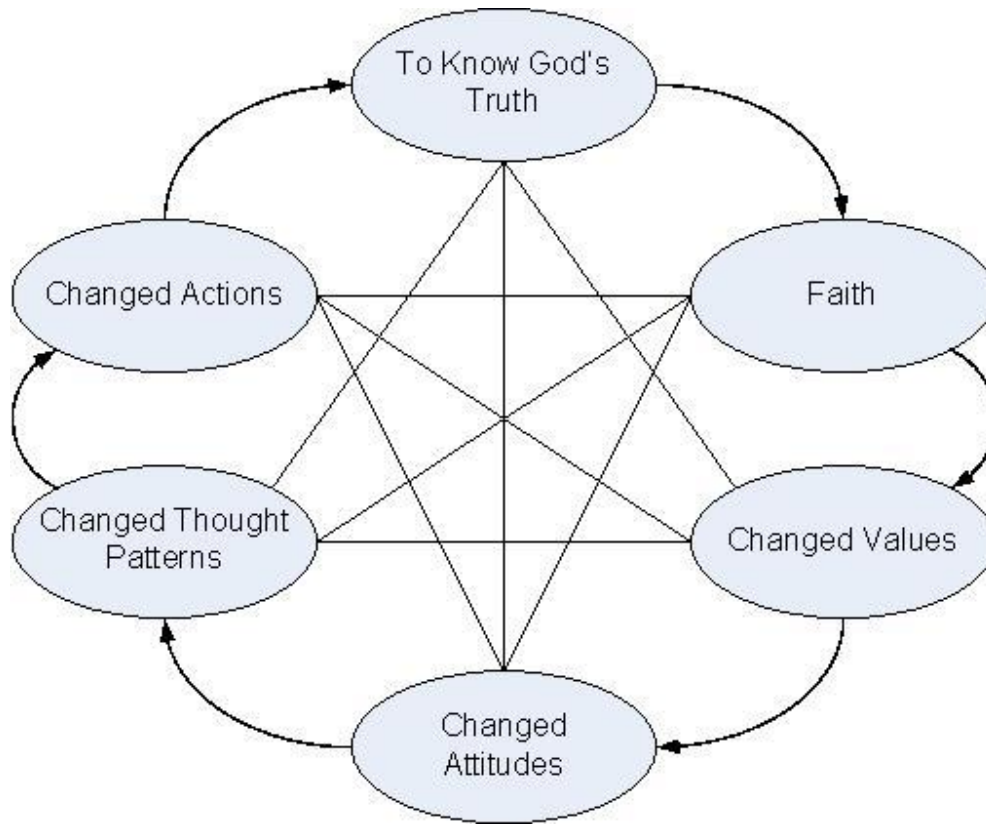 To Know God's
Truth
Faith
Changed Values
Changed
Attitudes
Changed Thought
Patterns
Changed Actions